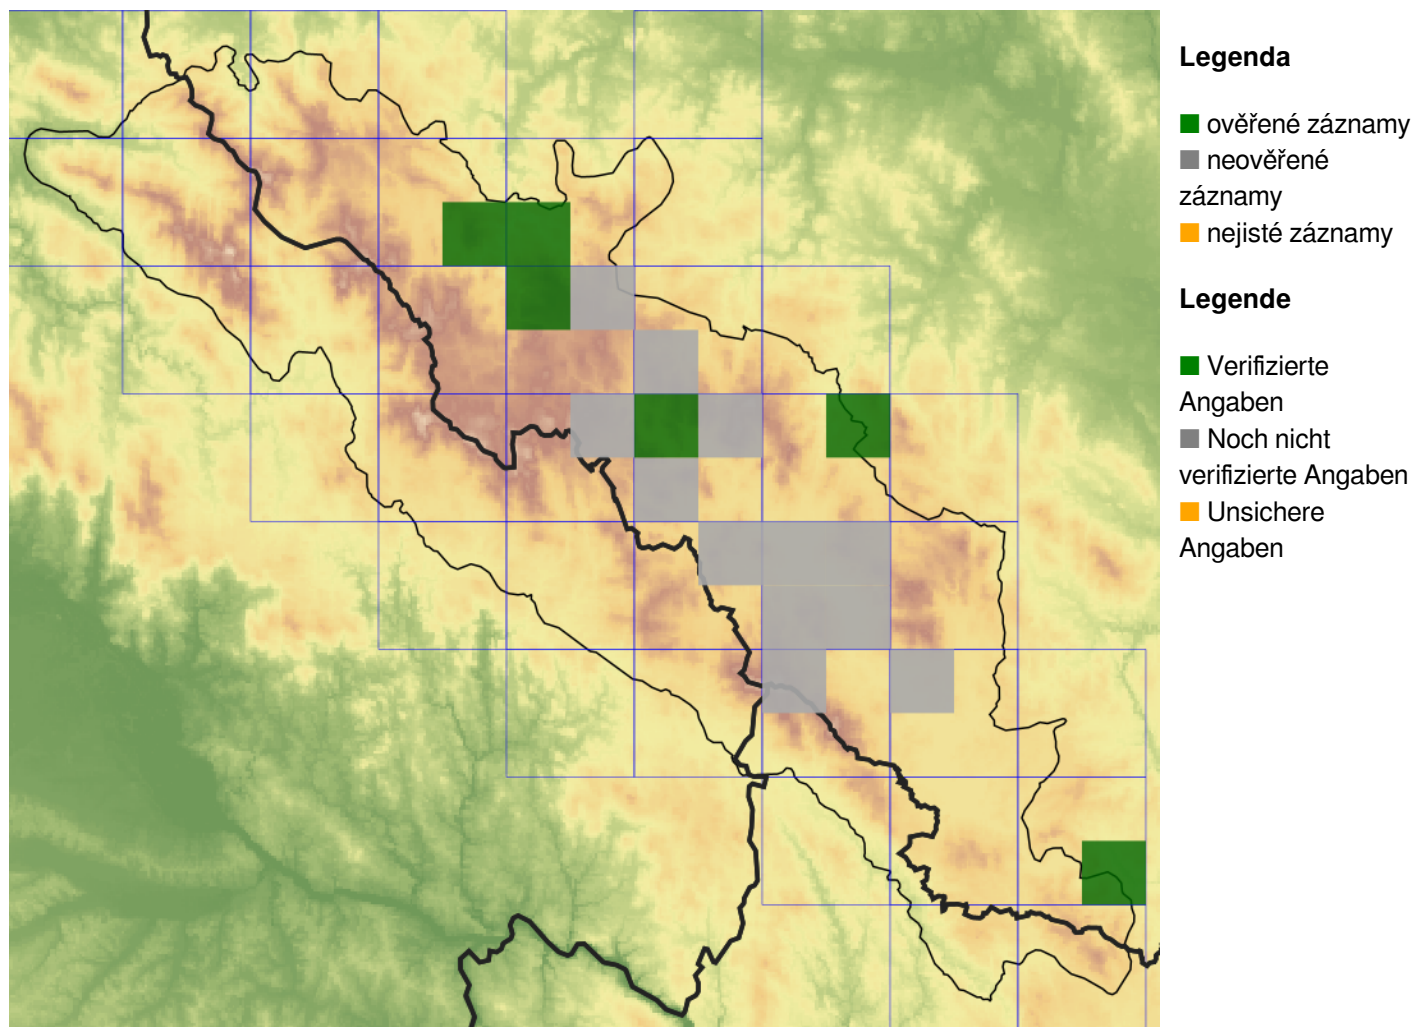 Legenda
ověřené záznamy
neověřené
záznamy
nejisté záznamy
Legende
Verifizierte
Angaben
Noch nicht
verifizierte Angaben
Unsichere
Angaben